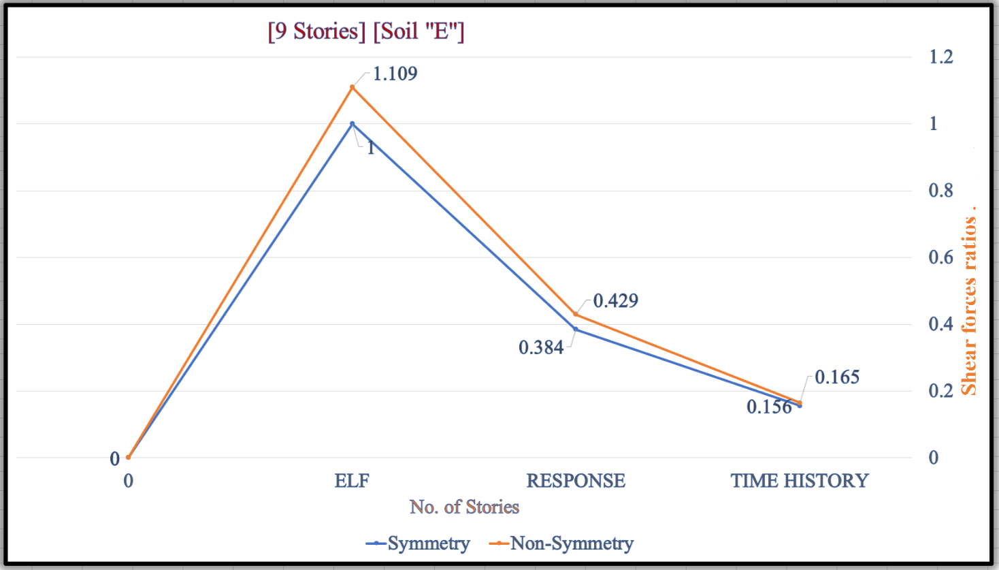 [9 Stories] [Soil "E"]
1.2
1.109
1
1
0.8
0.6
0.429
0.4
0.384
0.165
0.2
0.156
0
0
0 ELF RESPONSE TIME HISTORY
No. of Stories
Shear forces ratios .
Symmetry Non-Symmetry